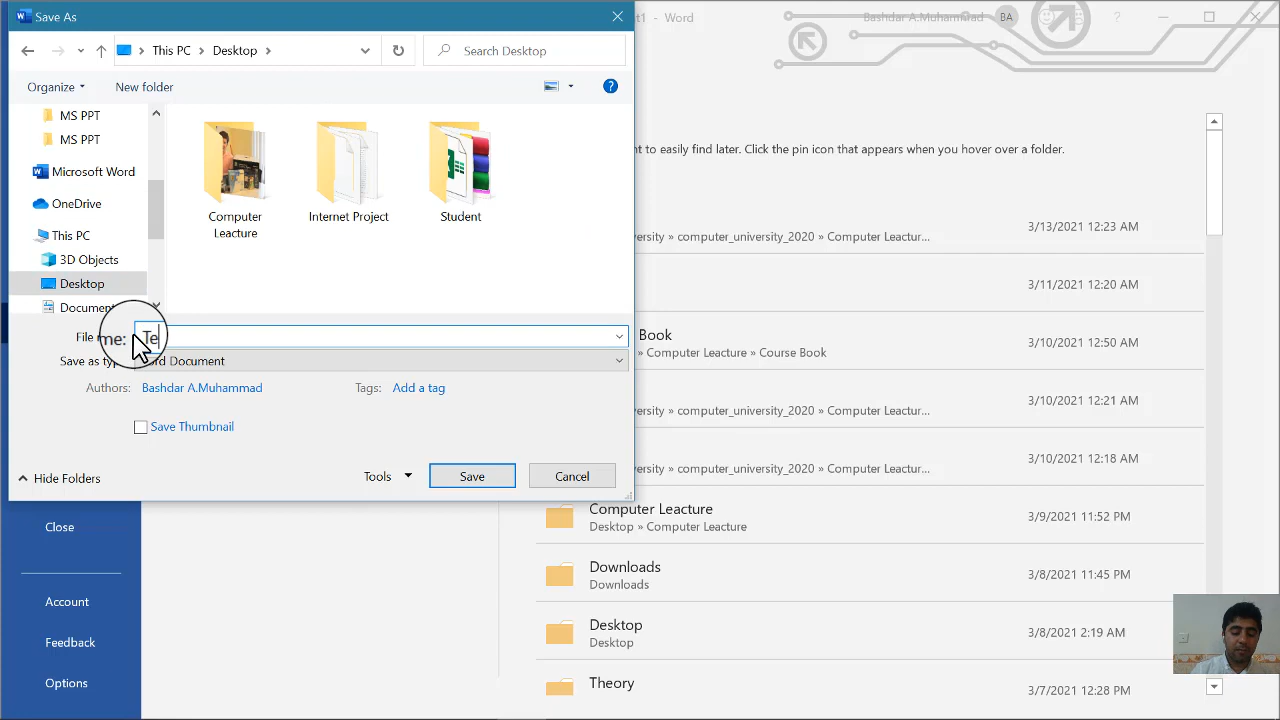 Save As
t1 - Word
Bashdar A.Muhammad
BA
?
This PC
Desktop
Search Desktop
Organize
New folder
?
MS PPT
MS PPT
Microsoft Word
OneDrive
This PC
3D Objects
Desktop
Document
Computer Leacture
Internet Project
Student
File name: Te
Save as type: Word Document
Authors: Bashdar A.Muhammad
Tags: Add a tag
Save Thumbnail
Hide Folders
Tools
Save
Cancel
nt to easily find later. Click the pin icon that appears when you hover over a folder.
versity » computer_university_2020 » Computer Leactur...
3/13/2021 12:23 AM
3/11/2021 12:20 AM
Book
» Computer Leacture » Course Book
3/10/2021 12:50 AM
versity » computer_university_2020 » Computer Leactur...
3/10/2021 12:21 AM
versity » computer_university_2020 » Computer Leactur...
3/10/2021 12:18 AM
Computer Leacture
Desktop » Computer Leacture
3/9/2021 11:52 PM
Downloads
Downloads
3/8/2021 11:45 PM
Desktop
Desktop
3/8/2021 2:19 AM
Theory
3/7/2021 12:28 PM
Close
Account
Feedback
Options